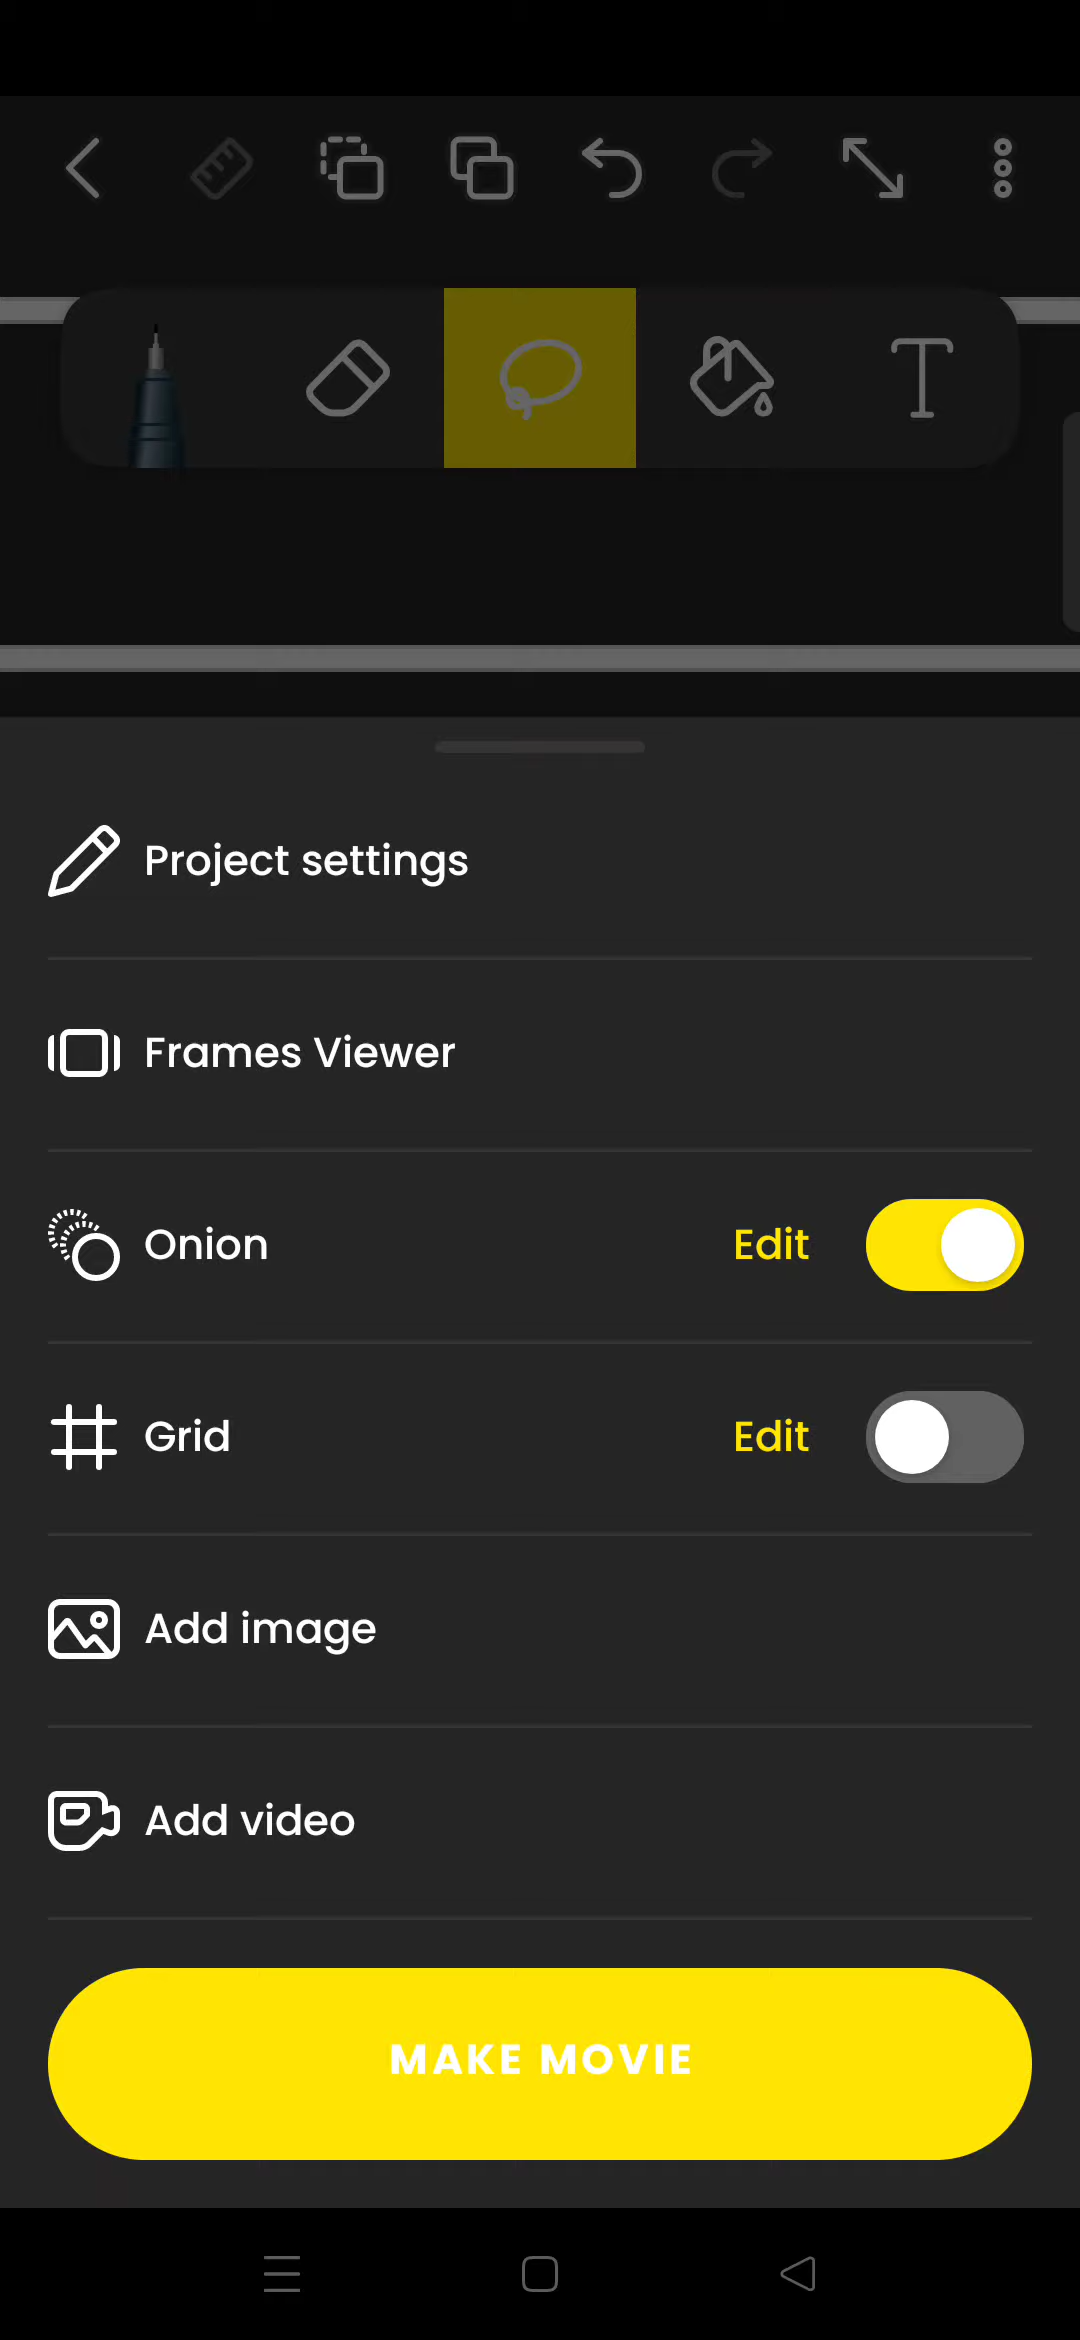 Project settings
Frames Viewer
Onion Edit
Grid Edit
Add image
Add video
MAKE MOVIE